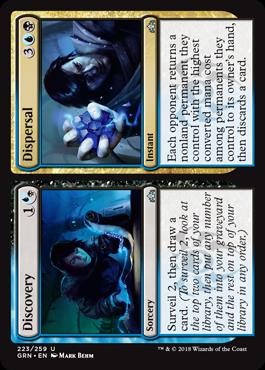 Dispersal 3
Instant
Each opponent returns a
nonland permanent they
control with the highest
converted mana cost
among permanents they
control to its owner's hand,
then discards a card.
Discovery 1
Sorcery
Surveil 2, then draw a
card. (To surveil 2, look at
the top two cards of your
library, then put any number
of them into your graveyard
and the rest on top of your
library in any order.)
223/259 U
GRN • EN MARK BEHM
™ & © 2018 Wizards of the Coast